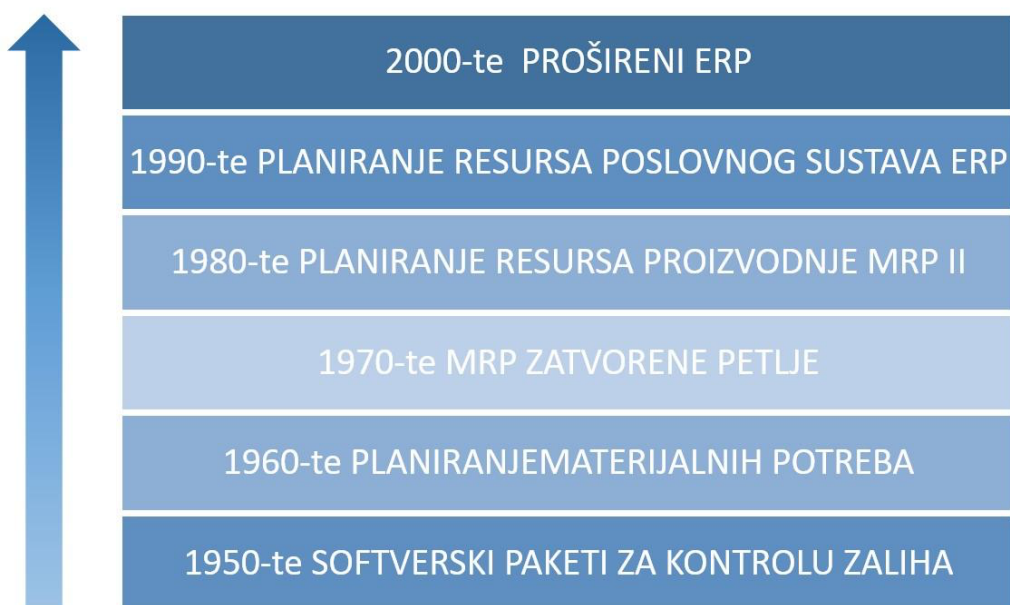 2000-te  PROŠIRENI ERP
1990-te PLANIRANJE RESURSA POSLOVNOG SUSTAVA ERP
1980-te PLANIRANJE RESURSA PROIZVODNJE MRP II
1970-te MRP ZATVORENE PETLJE
1960-te PLANIRANJEMATERIJALNIH POTREBA
1950-te SOFTVERSKI PAKETI ZA KONTROLU ZALIHA